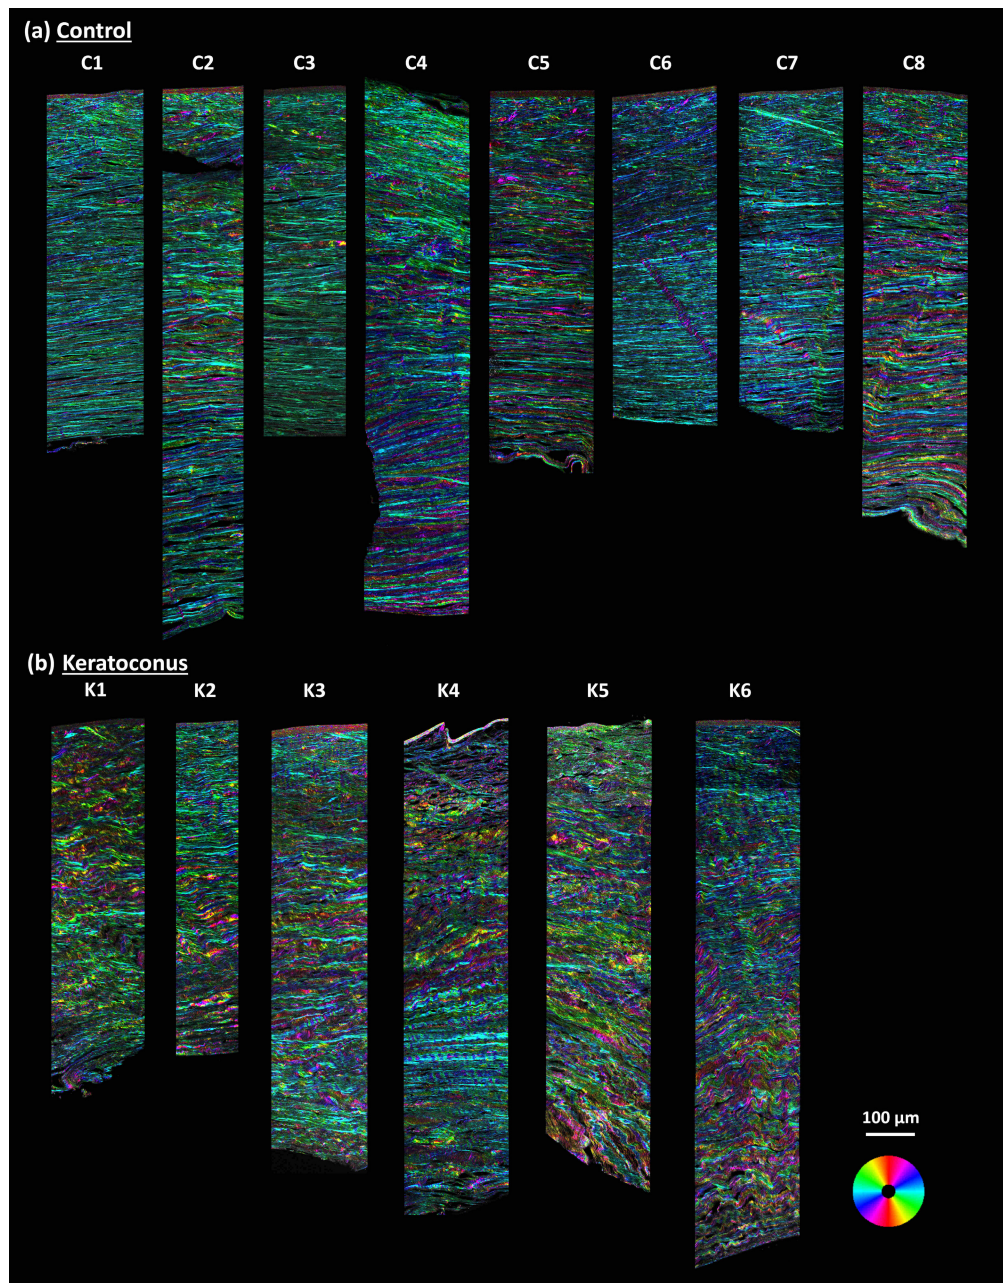 (a) Control
C1 C2 C3 C4 C5 C6 C7 C8
(b) Keratoconus
K1 K2 K3 K4 K5 K6
100 µm